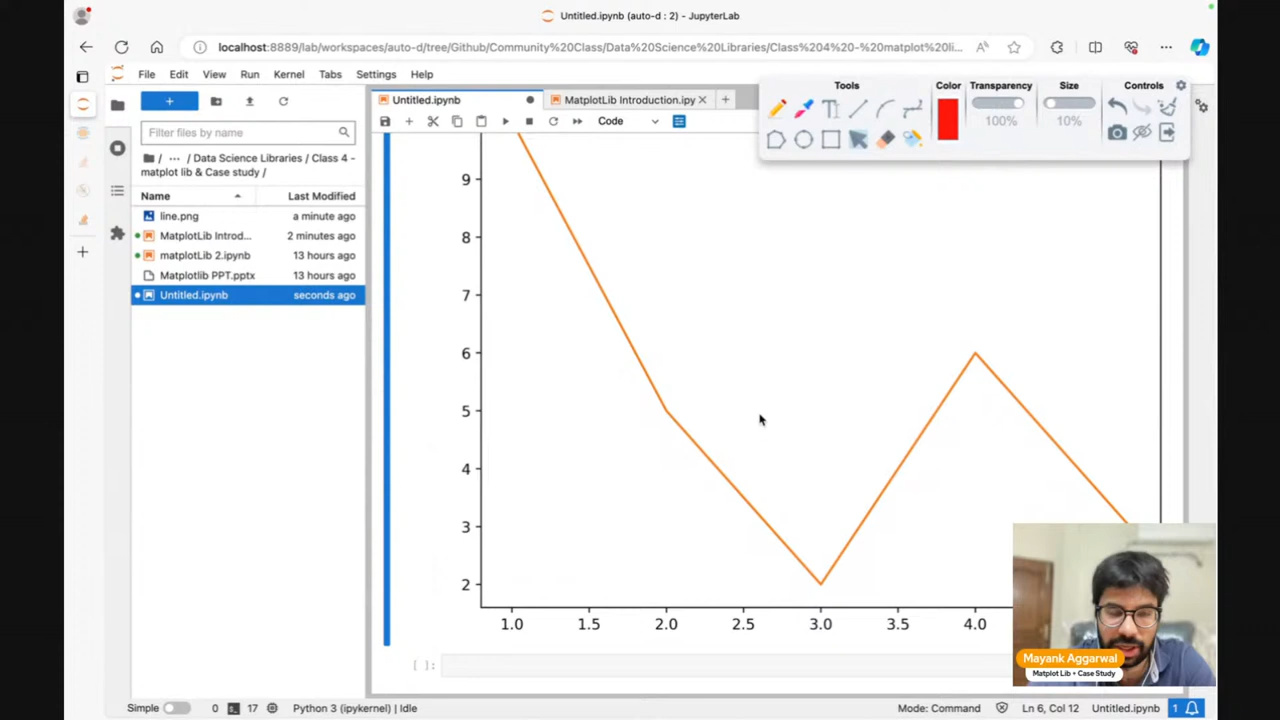 Untitled.ipynb (auto-d : 2) - JupyterLab
localhost:8889/lab/workspaces/auto-d/tree/Github/Community%20Class/Data%20Science%20Libraries/Class%204%20-%20matplot%20li...
File Edit View Run Kernel Tabs Settings Help
Tools Color Transparency Size Controls
100% 10%
Untitled.ipynb MatplotLib Introduction.ipy
Code
Filter files by name
/ ... / Data Science Libraries / Class 4 -
matplot lib & Case study /
Name Last Modified
line.png a minute ago
MatplotLib Introd... 2 minutes ago
matplotLib 2.ipynb 13 hours ago
Matplotlib PPT.pptx 13 hours ago
Untitled.ipynb seconds ago
9
8
7
6
5
4
3
2
1.0 1.5 2.0 2.5 3.0 3.5 4.0
[ ]:
Mayank Aggarwal
Matplot Lib + Case Study
Simple 0 17 Python 3 (ipykernel) | Idle Mode: Command Ln 6, Col 12 Untitled.ipynb 1